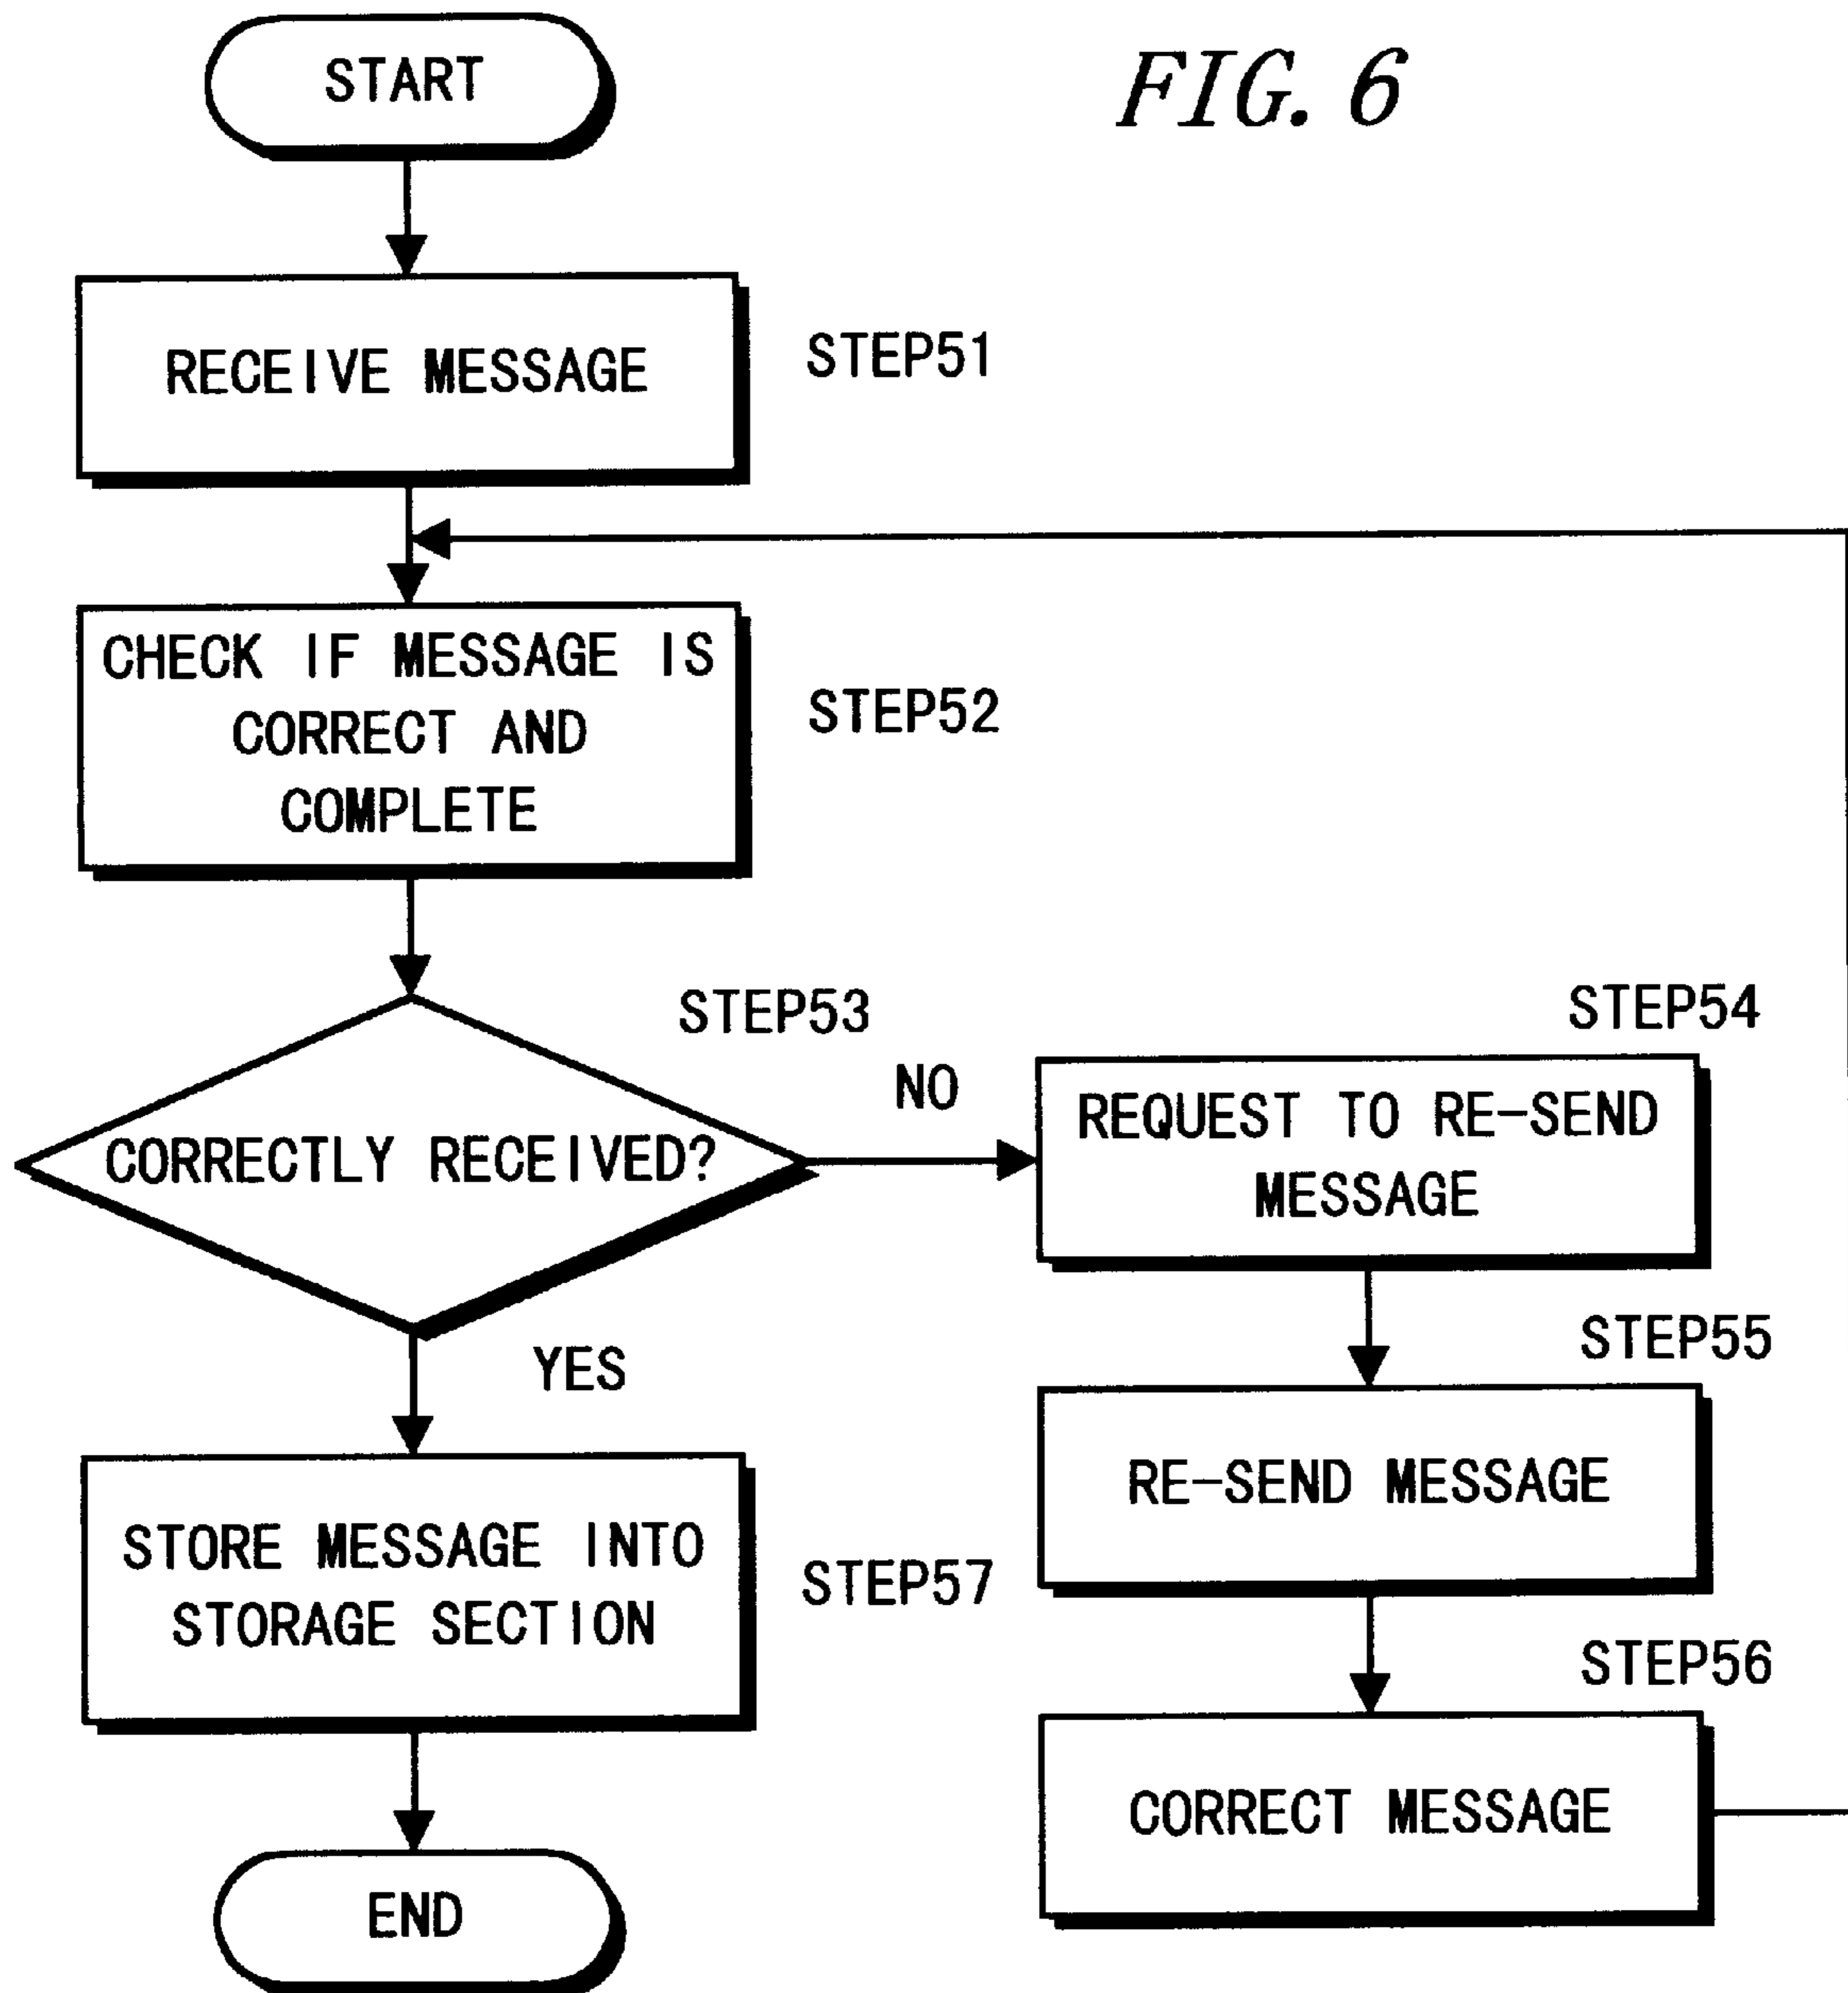 FIG. 6
START
RECEIVE MESSAGE
STEP51
CHECK IF MESSAGE IS
CORRECT AND
COMPLETE
STEP52
STEP53
CORRECTLY RECEIVED?
NO
YES
STEP54
REQUEST TO RE-SEND
MESSAGE
STEP55
RE-SEND MESSAGE
STEP56
CORRECT MESSAGE
STORE MESSAGE INTO
STORAGE SECTION
STEP57
END